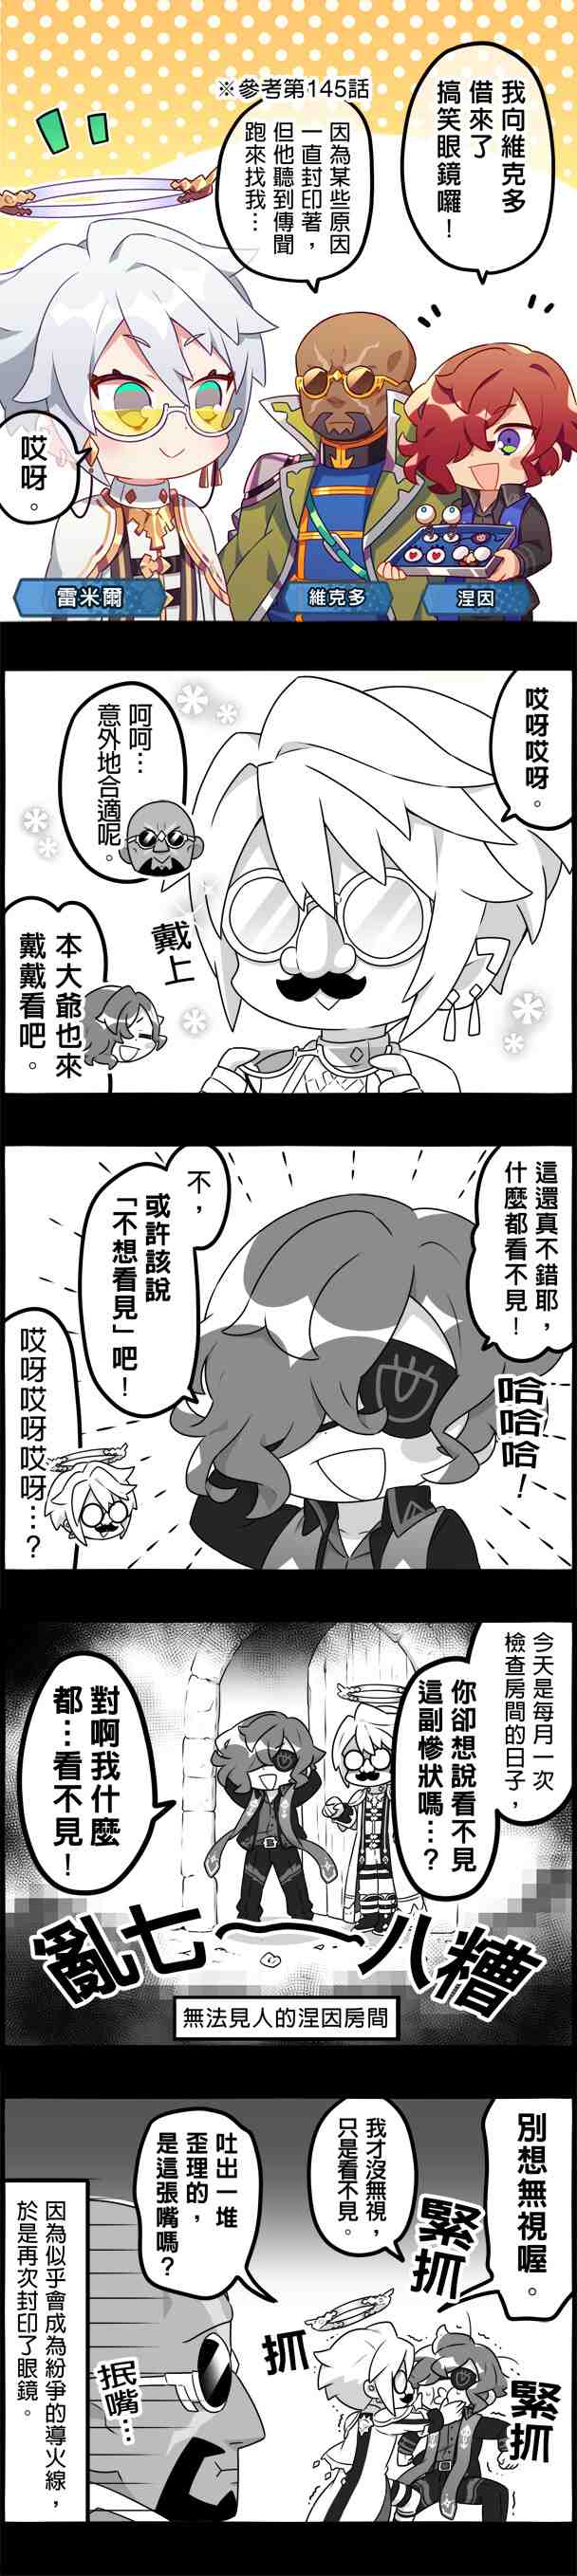 我向維克多
借來了
搞笑眼鏡囉！
※參考第145話
因為某些原因
一直封印著，
但他聽到傳聞
跑來找我…
哎呀。
雷米爾
維克多
涅因
哎呀哎呀。
呵呵…
意外地合適呢。
戴上
本大爺也來
戴戴看吧。
這還真不錯耶，
什麼都看不見！
哈哈哈！
不，
或許該說
「不想看見」吧！
哎呀哎呀哎呀…？
今天是每月一次
檢查房間的日子，
你卻想說看不見
這副慘狀嗎…？
對啊我什麼
都…看不見！
亂七八糟
無法見人的涅因房間
別想無視喔。
緊抓
我才沒無視，
只是看不見。
吐出一堆
歪理的，
是這張嘴嗎？
抓
緊抓
抿嘴…
因為似乎會成為紛爭的導火線，
於是再次封印了眼鏡。